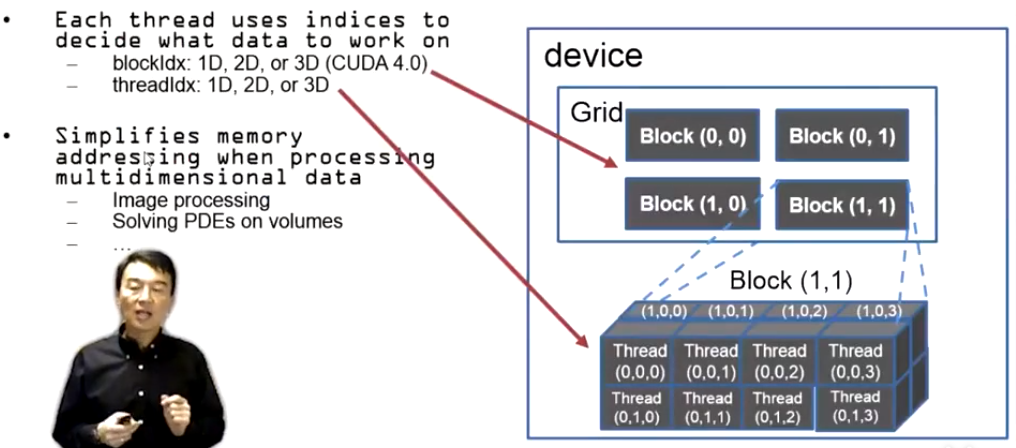 • Each thread uses indices to
decide what data to work on
– blockIdx: 1D, 2D, or 3D (CUDA 4.0)
– threadIdx: 1D, 2D, or 3D
• Simplifies memory
addressing when processing
multidimensional data
– Image processing
– Solving PDEs on volumes
– ...
device
Grid
Block (0, 0) Block (0, 1)
Block (1, 0) Block (1, 1)
Block (1,1)
(1,0,0) (1,0,1) (1,0,2) (1,0,3)
Thread Thread Thread Thread
(0,0,0) (0,0,1) (0,0,2) (0,0,3)
Thread Thread Thread Thread
(0,1,0) (0,1,1) (0,1,2) (0,1,3)